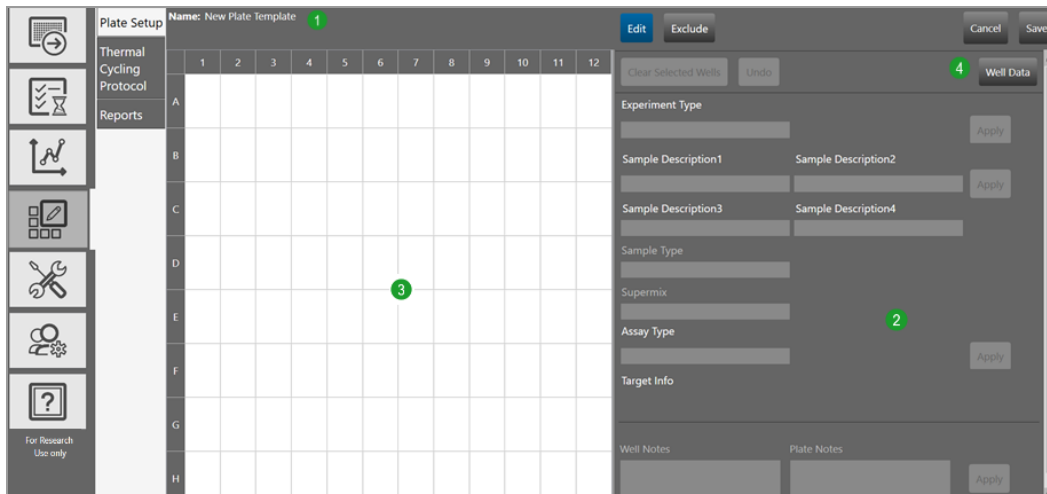 Plate Setup
Thermal
Cycling
Protocol
Reports
For Research
Use only
Name: New Plate Template 1
1 2 3 4 5 6 7 8 9 10 11 12
A
B
C
D
3
E
F
G
H
Edit Exclude Cancel Save
Clear Selected Wells Undo 4 Well Data
Experiment Type
Apply
Sample Description1 Sample Description2
Apply
Sample Description3 Sample Description4
Sample Type
Supermix
2
Assay Type
Apply
Target Info
Well Notes Plate Notes
Apply
?